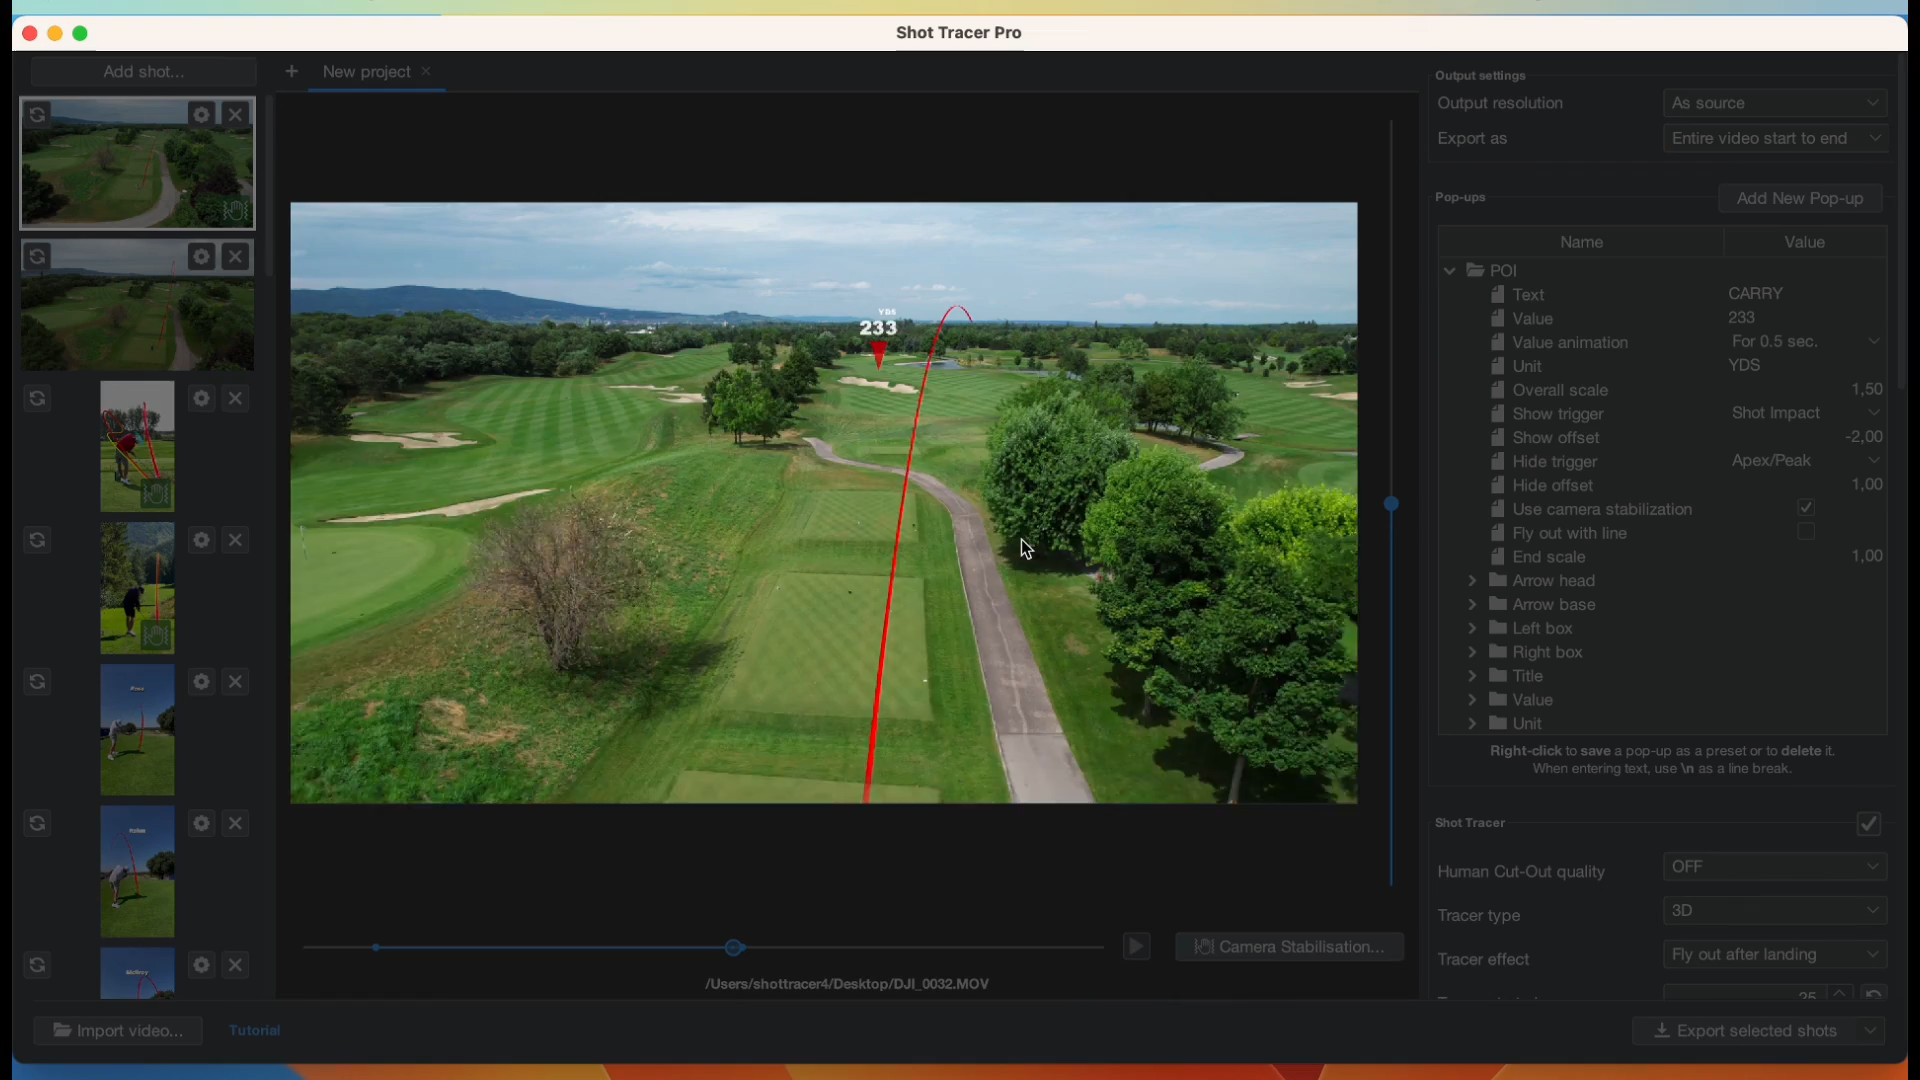 Shot Tracer Pro
Add shot...
+ New project ×
Output settings
Output resolution As source
Export as Entire video start to end
Pop-ups Add New Pop-up
Name Value
POI
Text CARRY
Value 233
Value animation For 0.5 sec.
Unit YDS
Overall scale 1,50
Show trigger Shot Impact
Show offset -2,00
Hide trigger Apex/Peak
Hide offset 1,00
Use camera stabilization
Fly out with line
End scale 1,00
Arrow head
Arrow base
Left box
Right box
Title
Value
Unit
Right-click to save a pop-up as a preset or to delete it.
When entering text, use \n as a line break.
YDS
233
Shot Tracer
Human Cut-Out quality OFF
Tracer type 3D
Tracer effect Fly out after landing
25
Camera Stabilisation...
/Users/shottracer4/Desktop/DJI_0032.MOV
Import video...
Tutorial
Export selected shots